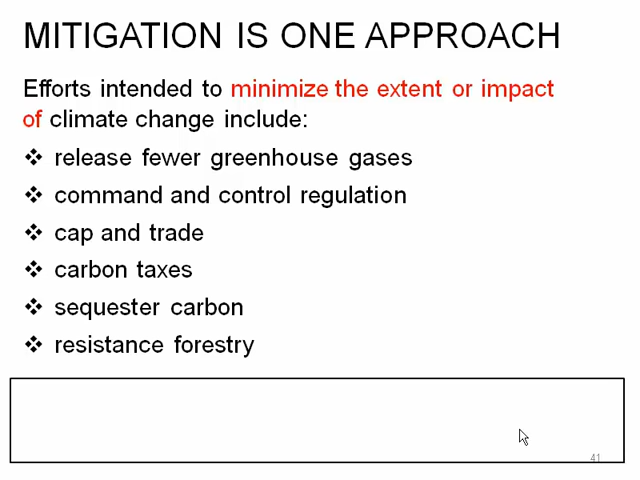 MITIGATION IS ONE APPROACH
Efforts intended to minimize the extent or impact
of climate change include:
❖ release fewer greenhouse gases
❖ command and control regulation
❖ cap and trade
❖ carbon taxes
❖ sequester carbon
❖ resistance forestry
41